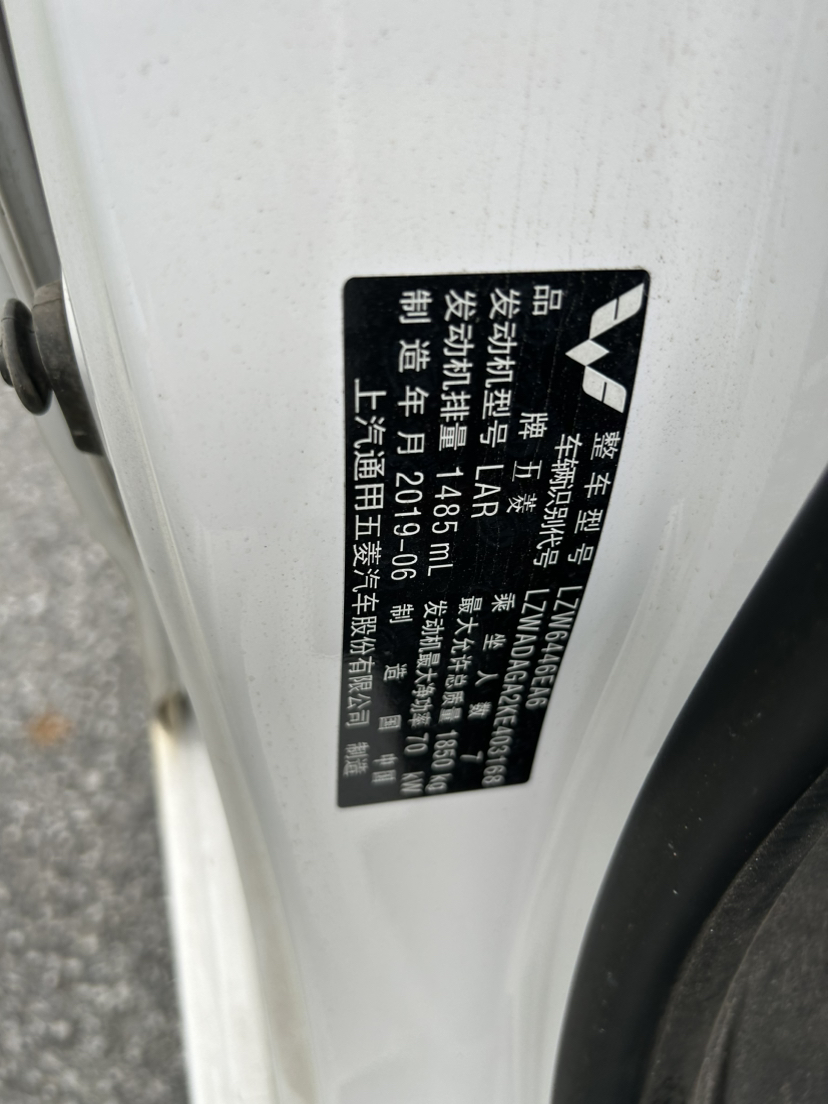 整车型号 LZW6446EA6
车辆识别代号 LZWADAGA2KE403168
品牌 五菱 乘坐人数 7
发动机型号 LAR 最大允许总质量 1850 kg
发动机排量 1485 mL 发动机最大净功率 70 kW
制造年月 2019-06 制造国 中国
上汽通用五菱汽车股份有限公司 制造